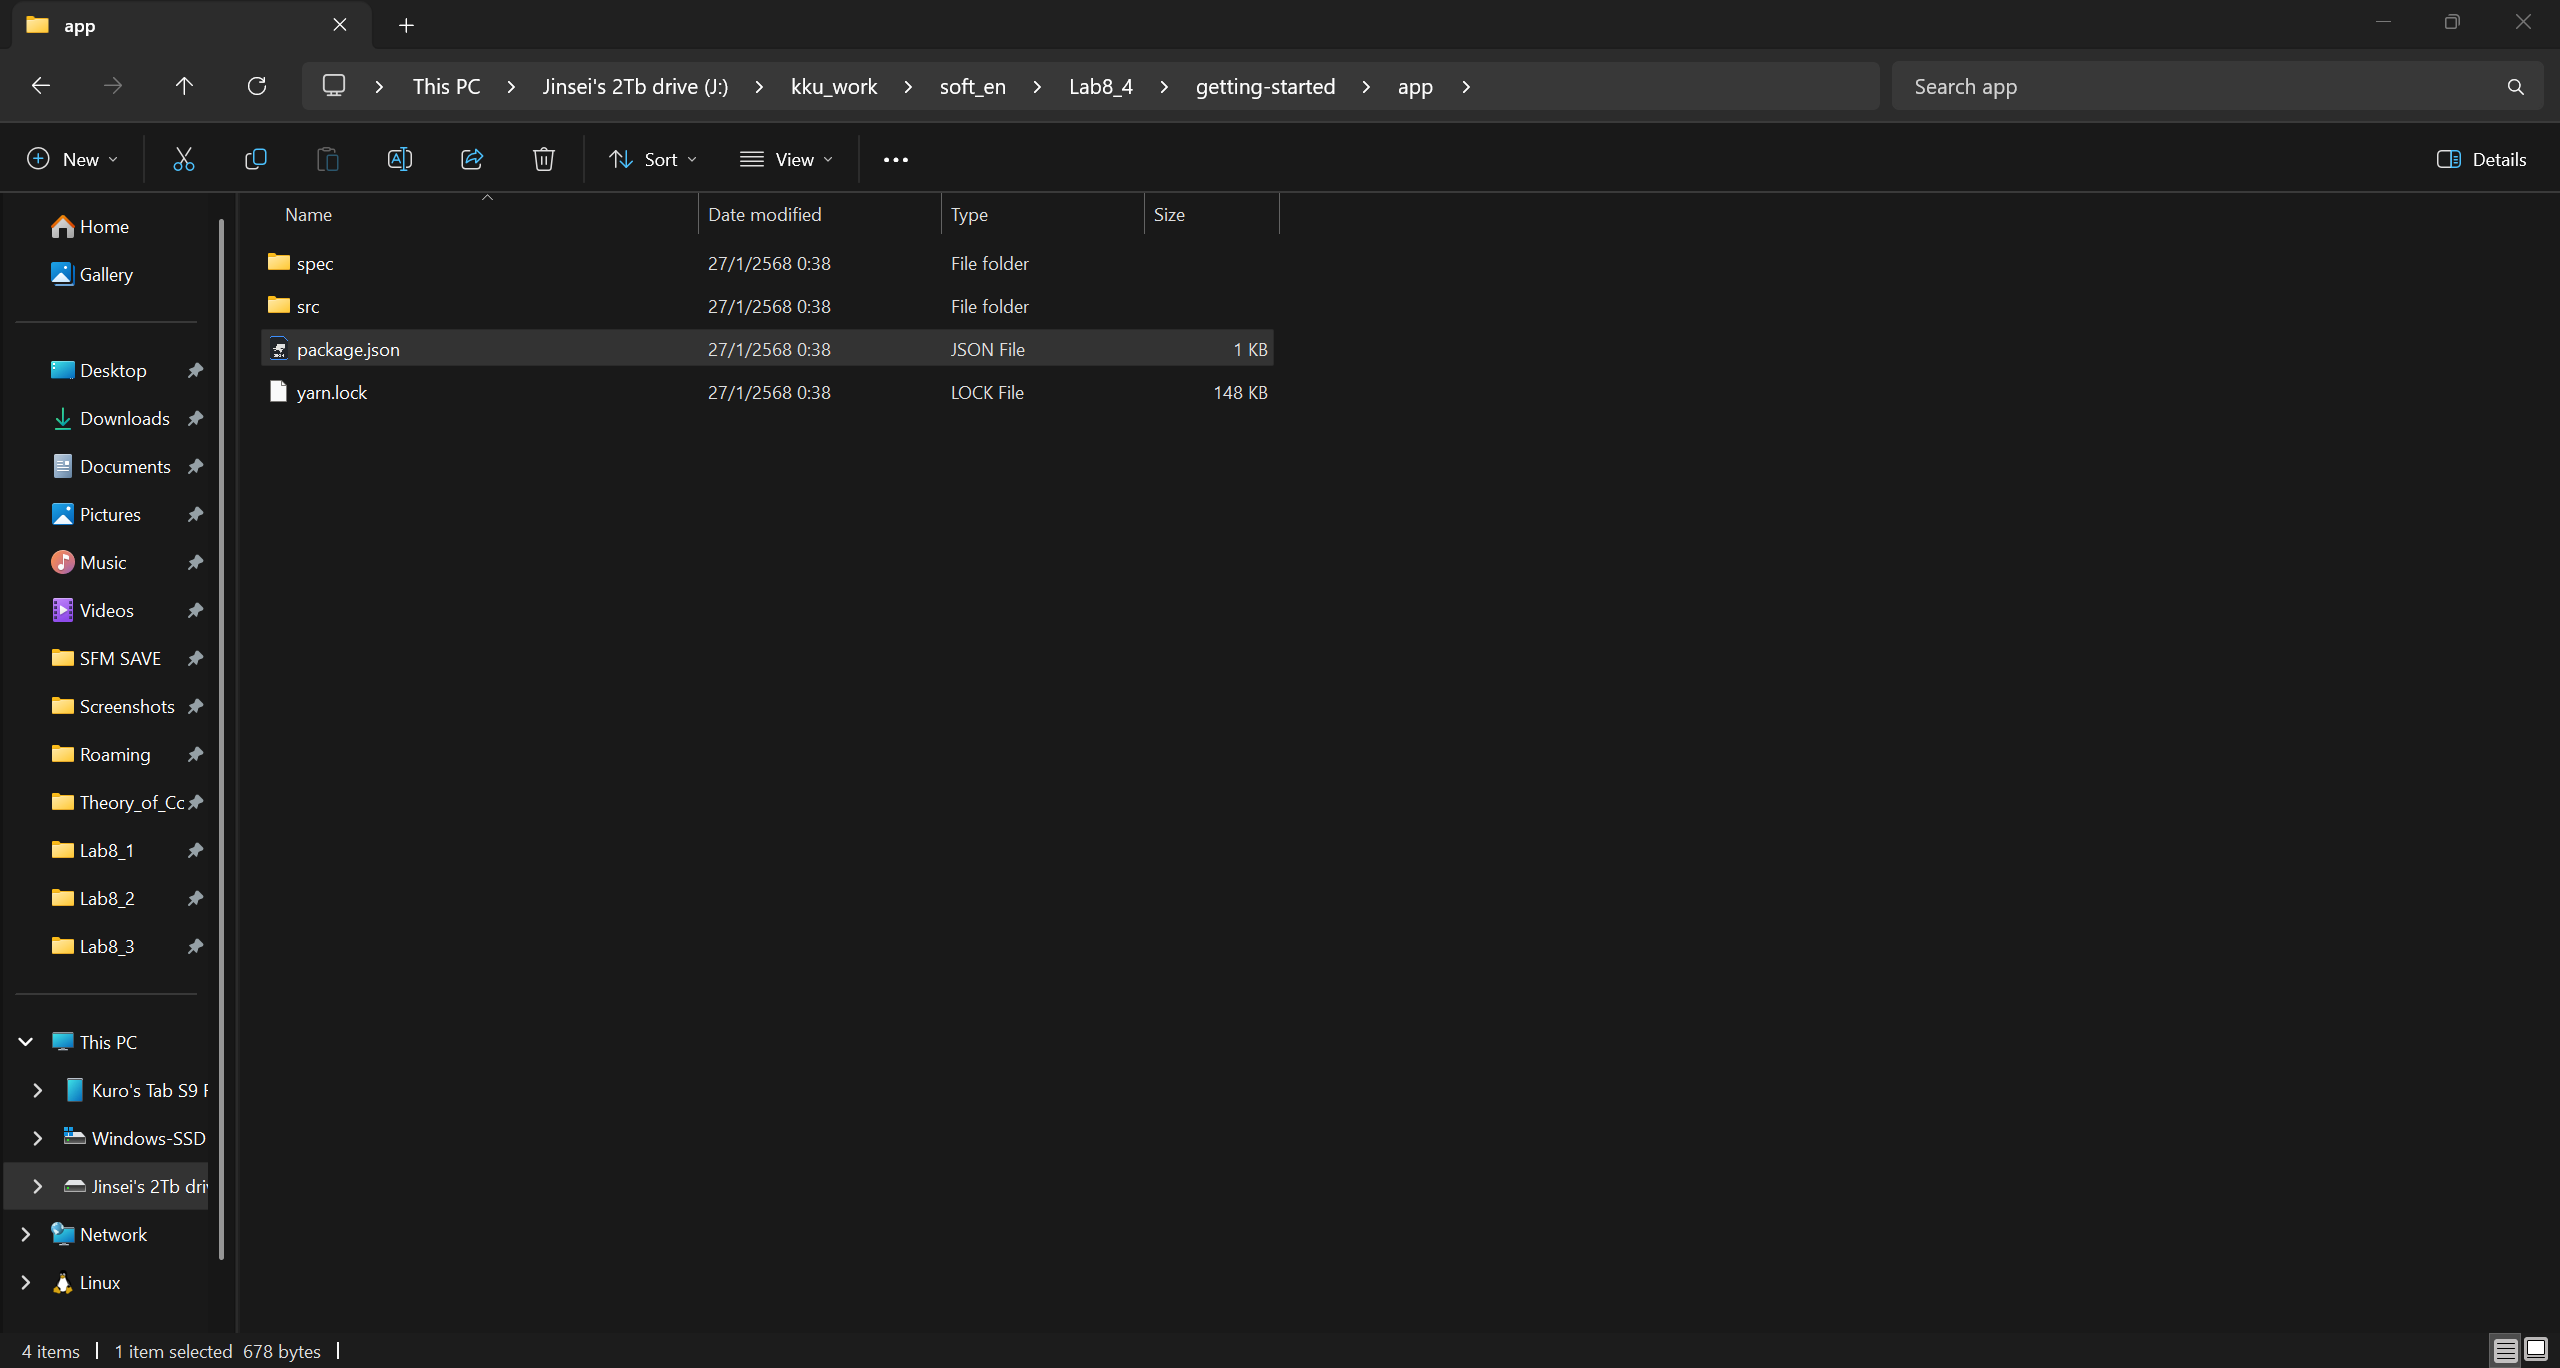 app
This PC
Jinsei's 2Tb drive (J:)
kku_work
soft_en
Lab8_4
getting-started
app
Search app
New
Sort
View
Details
Name
Date modified
Type
Size
spec
27/1/2568 0:38
File folder
src
27/1/2568 0:38
File folder
package.json
27/1/2568 0:38
JSON File
1 KB
yarn.lock
27/1/2568 0:38
LOCK File
148 KB
Home
Gallery
Desktop
Downloads
Documents
Pictures
Music
Videos
SFM SAVE
Screenshots
Roaming
Theory_of_Cc
Lab8_1
Lab8_2
Lab8_3
This PC
Kuro's Tab S9 F
Windows-SSD
Jinsei's 2Tb driv
Network
Linux
4 items
1 item selected 678 bytes